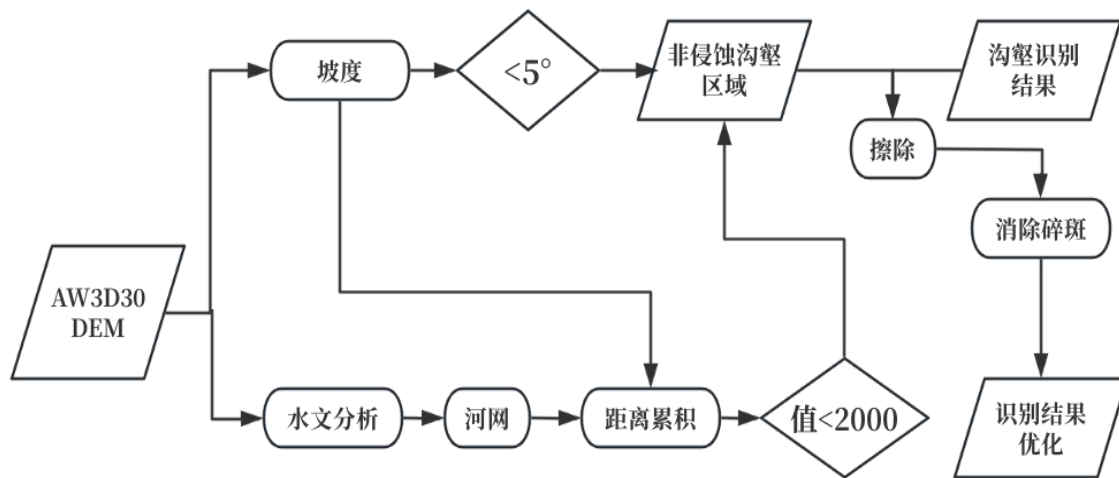 坡度
<5°
非侵蚀沟壑
区域
沟壑识别
结果
擦除
消除碎斑
AW3D30
DEM
水文分析
河网
距离累积
值<2000
识别结果
优化